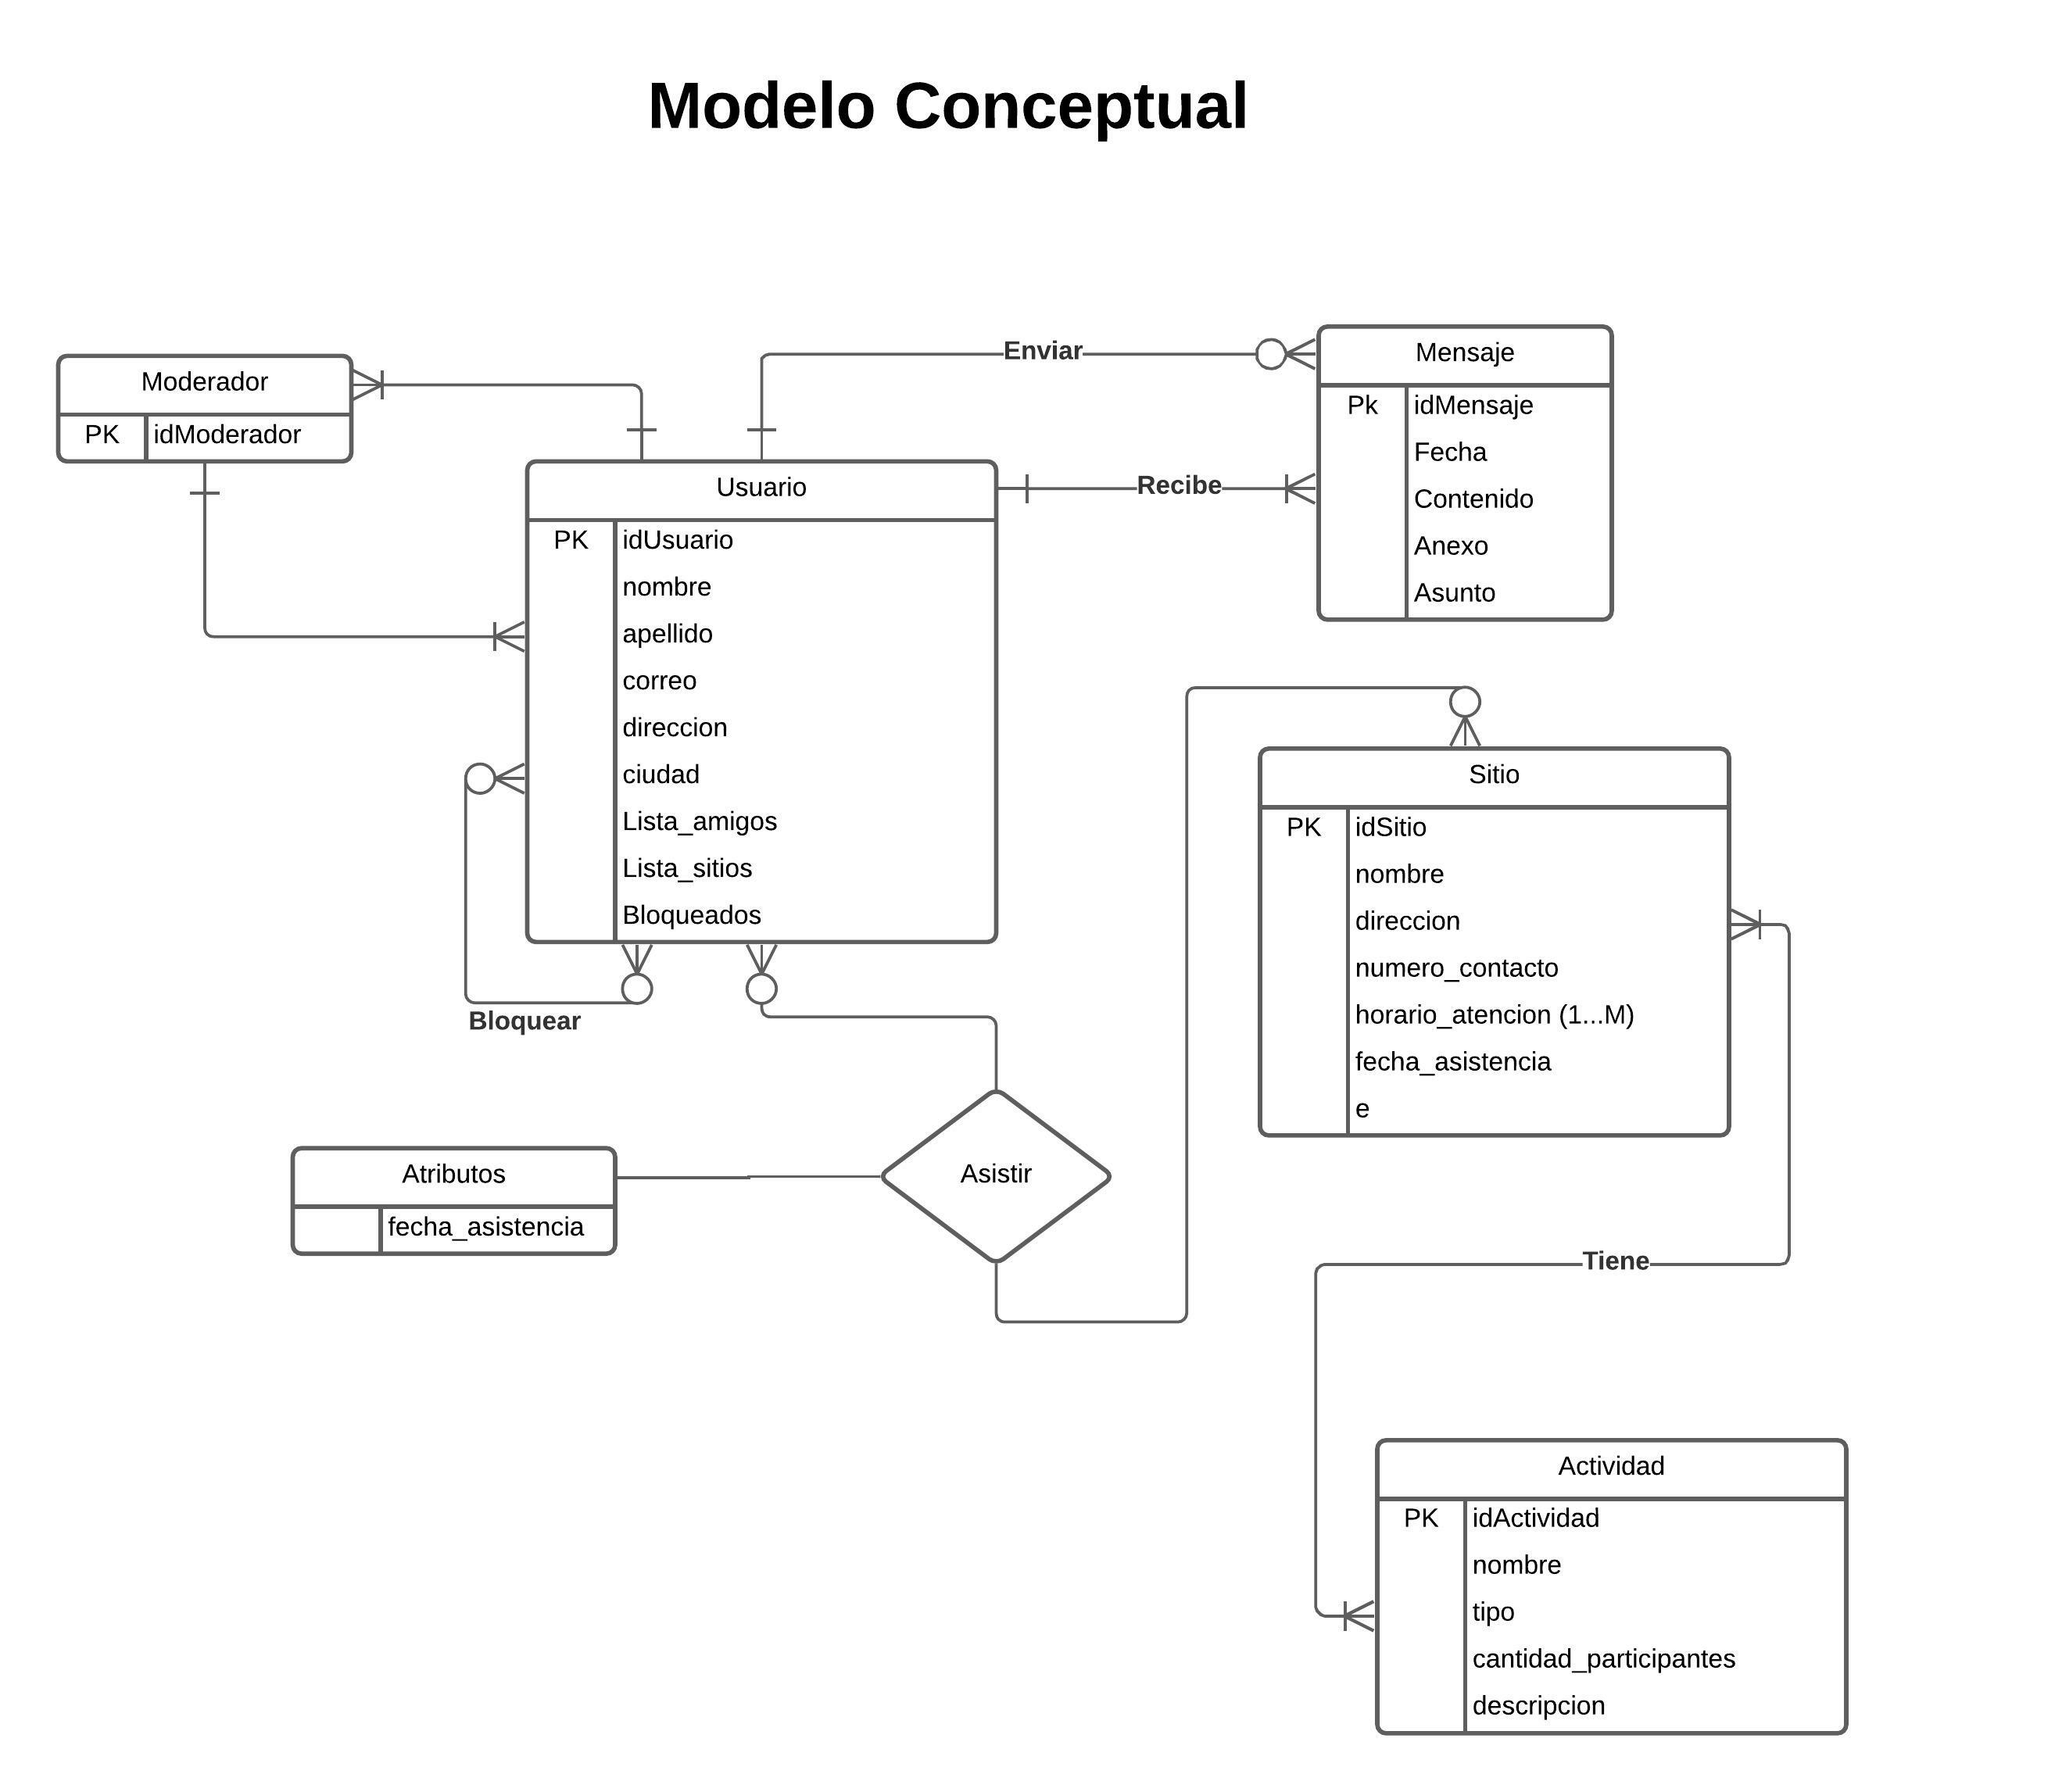 Modelo Conceptual
Moderador
PK idModerador
Enviar
Mensaje
Pk idMensaje
Fecha
Contenido
Anexo
Asunto
Recibe
Usuario
PK idUsuario
nombre
apellido
correo
direccion
ciudad
Lista_amigos
Lista_sitios
Bloqueados
Bloquear
Sitio
PK idSitio
nombre
direccion
numero_contacto
horario_atencion (1...M)
fecha_asistencia
e
Atributos
fecha_asistencia
Asistir
Tiene
Actividad
PK idActividad
nombre
tipo
cantidad_participantes
descripcion